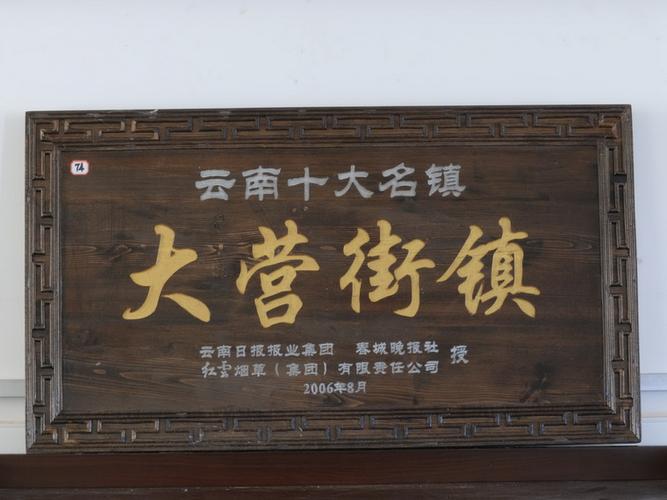 74
云南十大名镇
大营街镇
云南日报报业集团 春城晚报社
红雲烟草(集团)有限责任公司 授
2006年8月